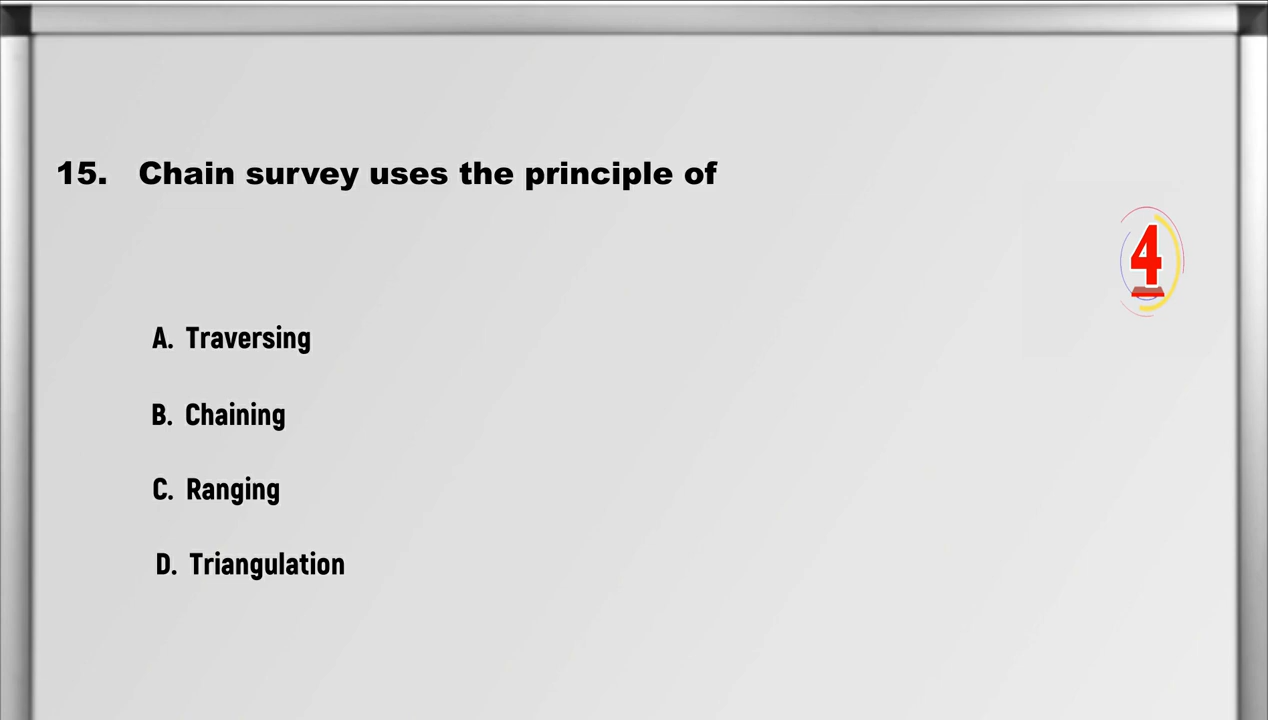 15. Chain survey uses the principle of
4
A. Traversing
B. Chaining
C. Ranging
D. Triangulation